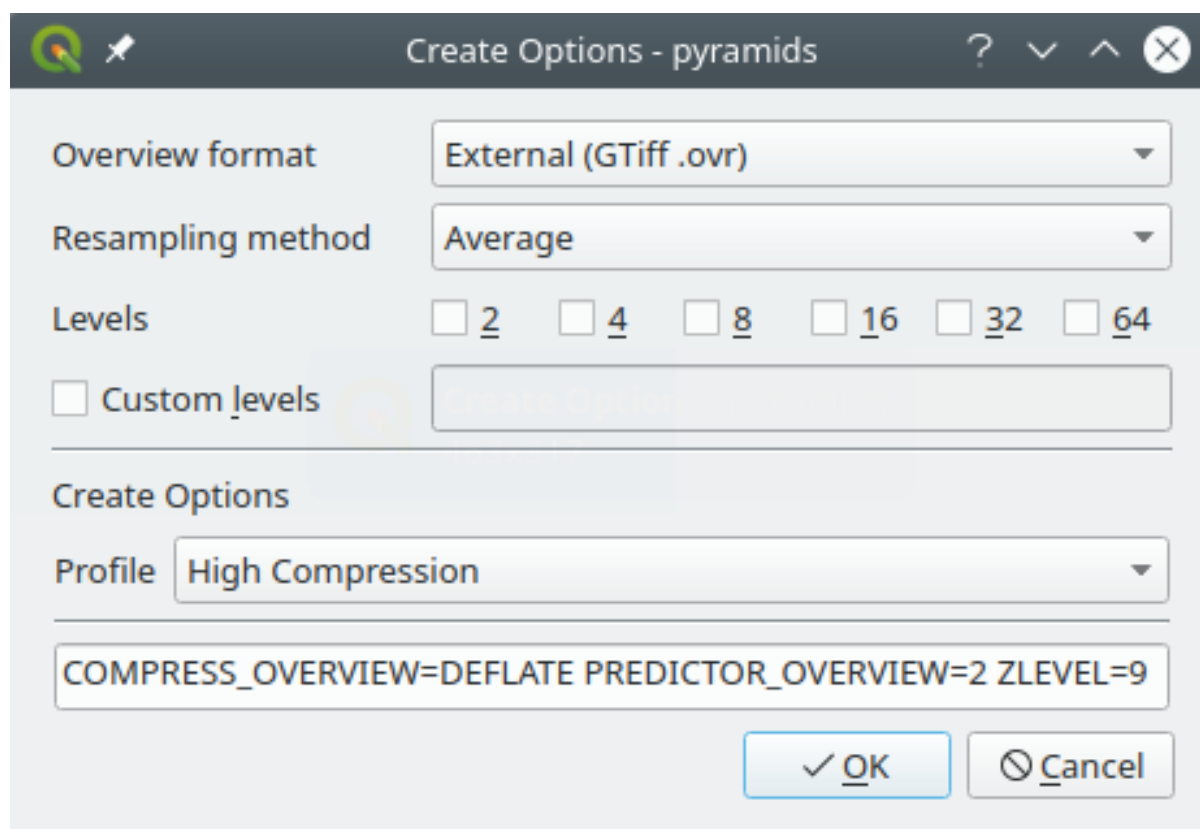 Create Options - pyramids ?
Overview format External (GTiff .ovr)
Resampling method Average
Levels 2 4 8 16 32 64
Custom levels
Create Options
Profile High Compression
COMPRESS_OVERVIEW=DEFLATE PREDICTOR_OVERVIEW=2 ZLEVEL=9
OK Cancel